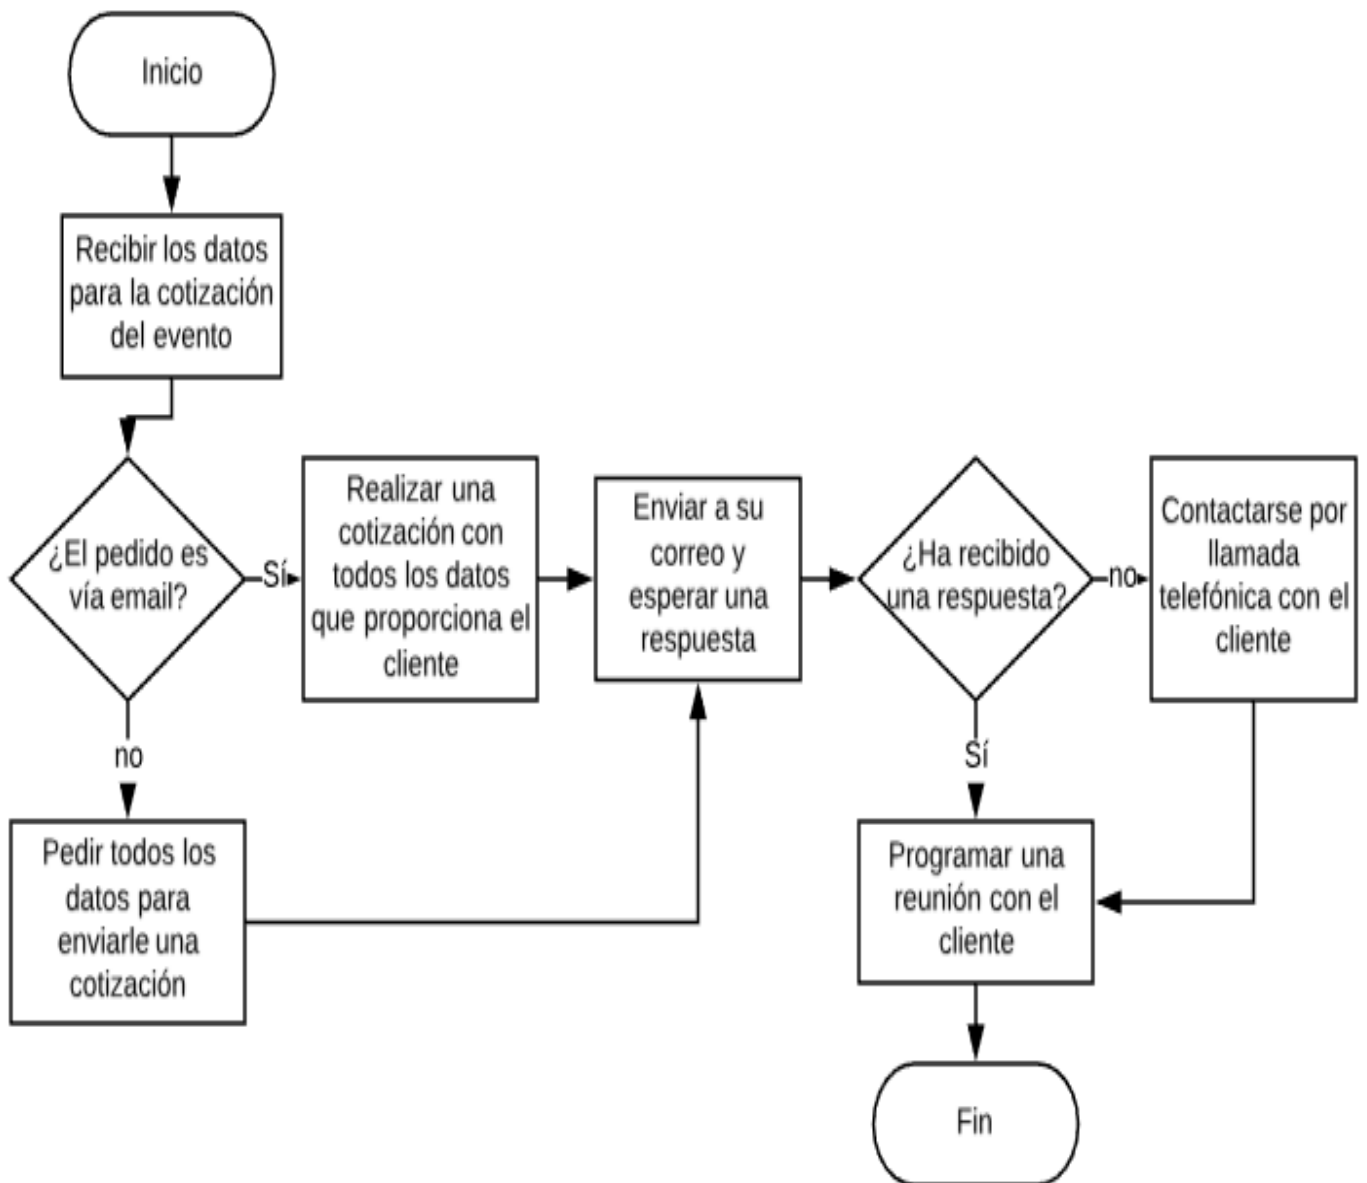 Inicio
Recibir los datos
para la cotización
del evento
¿El pedido es
vía email?
Sí
Realizar una
cotización con
todos los datos
que proporciona el
cliente
Enviar a su
correo y
esperar una
respuesta
¿Ha recibido
una respuesta?
no
Contactarse por
llamada
telefónica con el
cliente
no
Sí
Pedir todos los
datos para
enviarle una
cotización
Programar una
reunión con el
cliente
Fin